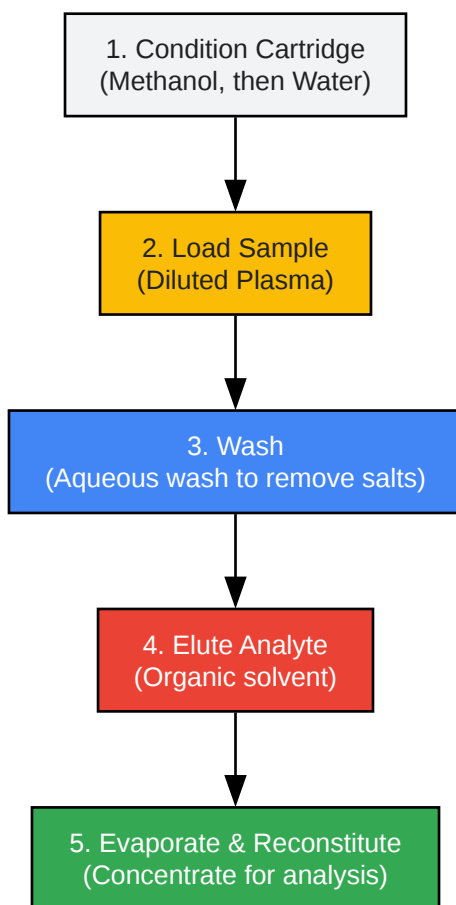 1. Condition Cartridge
(Methanol, then Water)
2. Load Sample
(Diluted Plasma)
3. Wash
(Aqueous wash to remove salts)
4. Elute Analyte
(Organic solvent)
5. Evaporate & Reconstitute
(Concentrate for analysis)